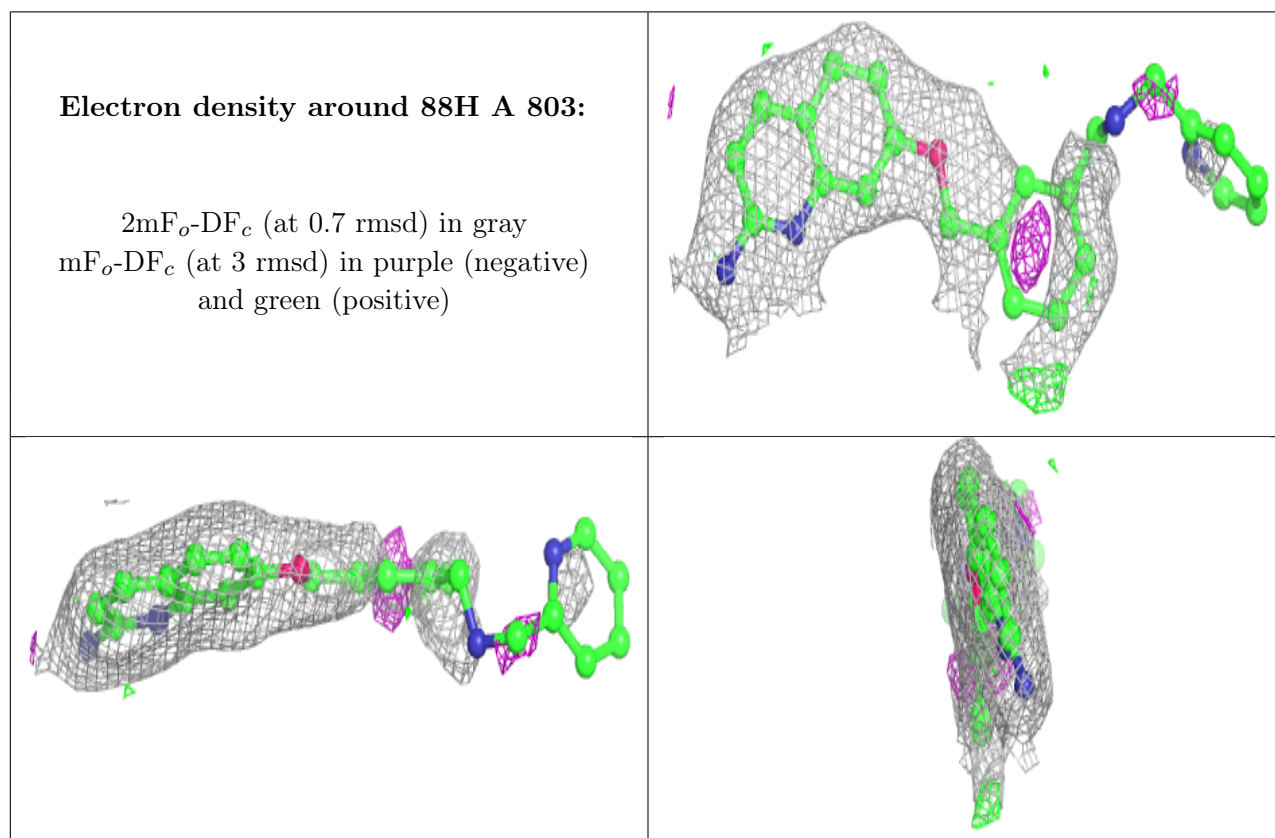 Electron density around 88H A 803:
2mFo-DFc (at 0.7 rmsd) in gray
mFo-DFc (at 3 rmsd) in purple (negative)
and green (positive)